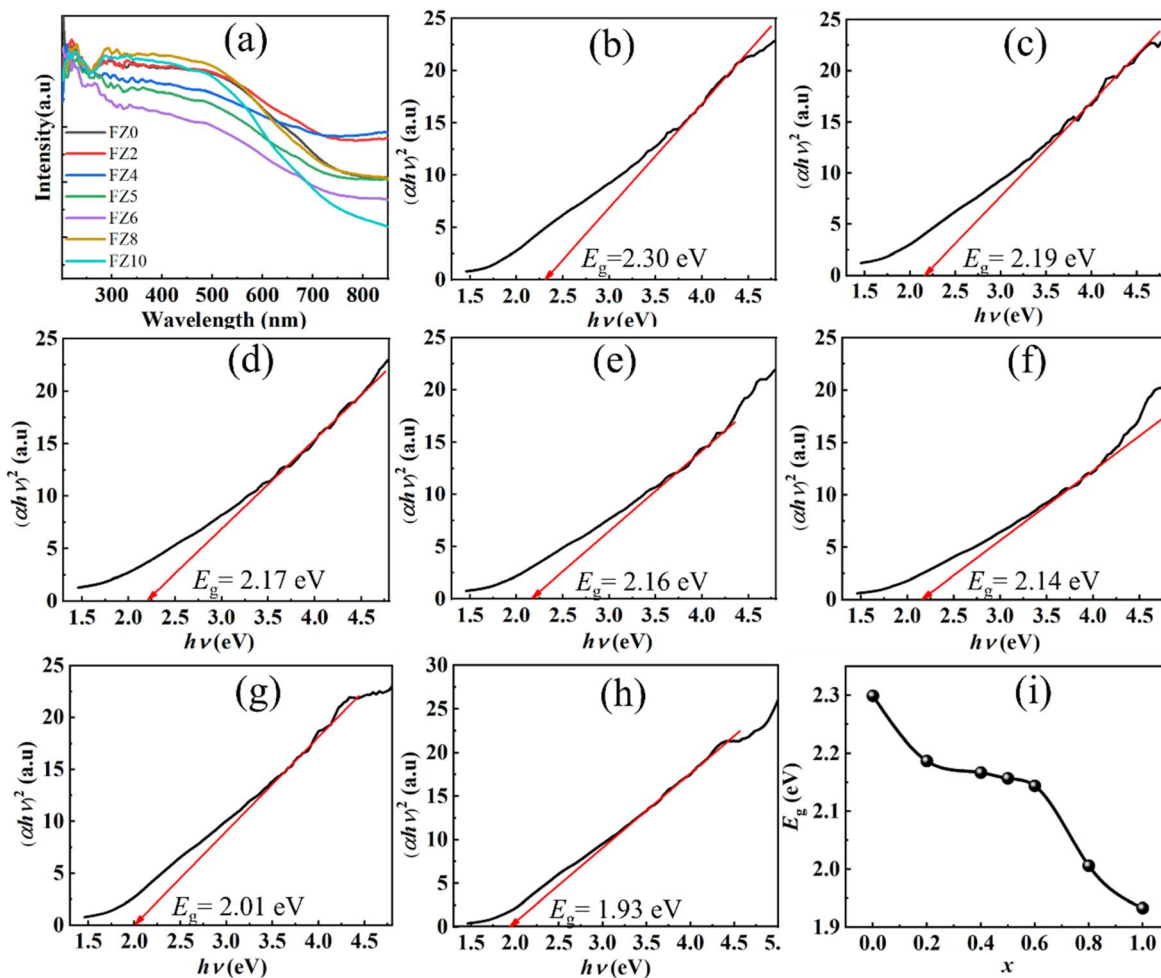 (a)
Intensity(a.u)
FZ0
FZ2
FZ4
FZ5
FZ6
FZ8
FZ10
300 400 500 600 700 800
Wavelength (nm)
(b)
(αhν)² (a.u)
25
20
15
10
5
0
E_g=2.30 eV
1.5 2.0 2.5 3.0 3.5 4.0 4.5
hν(eV)
(c)
(αhν)² (a.u)
25
20
15
10
5
0
E_g=2.19 eV
1.5 2.0 2.5 3.0 3.5 4.0 4.5
hν(eV)
(d)
(αhν)² (a.u)
25
20
15
10
5
0
E_g= 2.17 eV
1.5 2.0 2.5 3.0 3.5 4.0 4.5
hν(eV)
(e)
(αhν)² (a.u)
25
20
15
10
5
0
E_g= 2.16 eV
1.5 2.0 2.5 3.0 3.5 4.0 4.5
hν(eV)
(f)
(αhν)² (a.u)
25
20
15
10
5
0
E_g= 2.14 eV
1.5 2.0 2.5 3.0 3.5 4.0 4.5
hν(eV)
(g)
(αhν)² (a.u)
25
20
15
10
5
0
E_g= 2.01 eV
1.5 2.0 2.5 3.0 3.5 4.0 4.5
hν(eV)
(h)
(αhν)² (a.u)
30
25
20
15
10
5
0
E_g= 1.93 eV
1.5 2.0 2.5 3.0 3.5 4.0 4.5 5.
hν(eV)
(i)
E_g (eV)
2.3
2.2
2.1
2.0
1.9
0.0 0.2 0.4 0.6 0.8 1.0
x